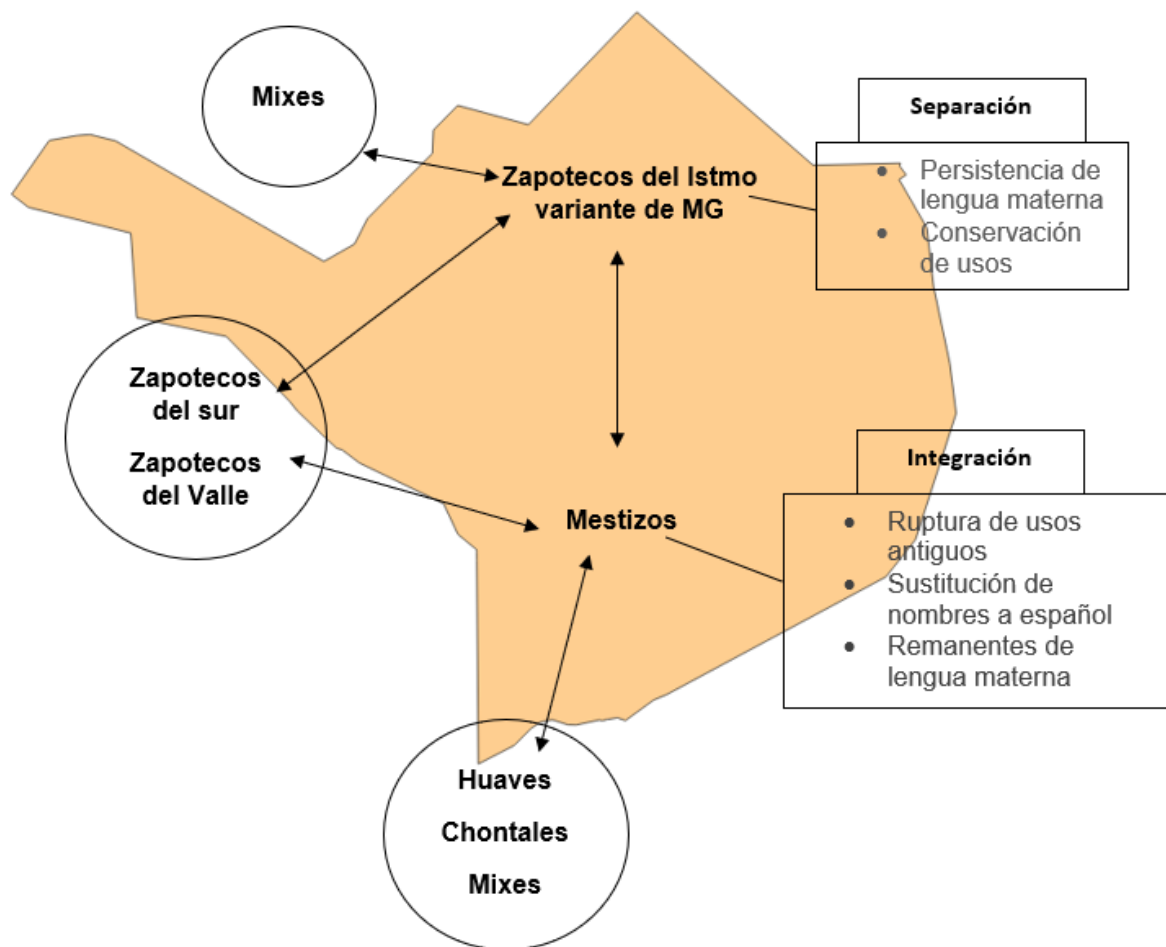 Mixes
Zapotecos del Istmo
variante de MG
Separación
• Persistencia de
lengua materna
• Conservación
de usos
Zapotecos
del sur
Zapotecos
del Valle
Mestizos
Integración
• Ruptura de usos
antiguos
• Sustitución de
nombres a español
• Remanentes de
lengua materna
Huaves
Chontales
Mixes